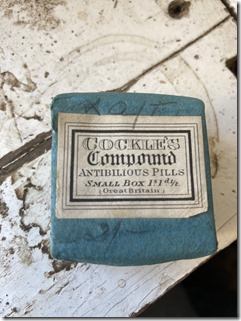 COCKLE'S
Compound
ANTIBILIOUS PILLS
SMALL BOX 1s 1½d
(Great Britain)